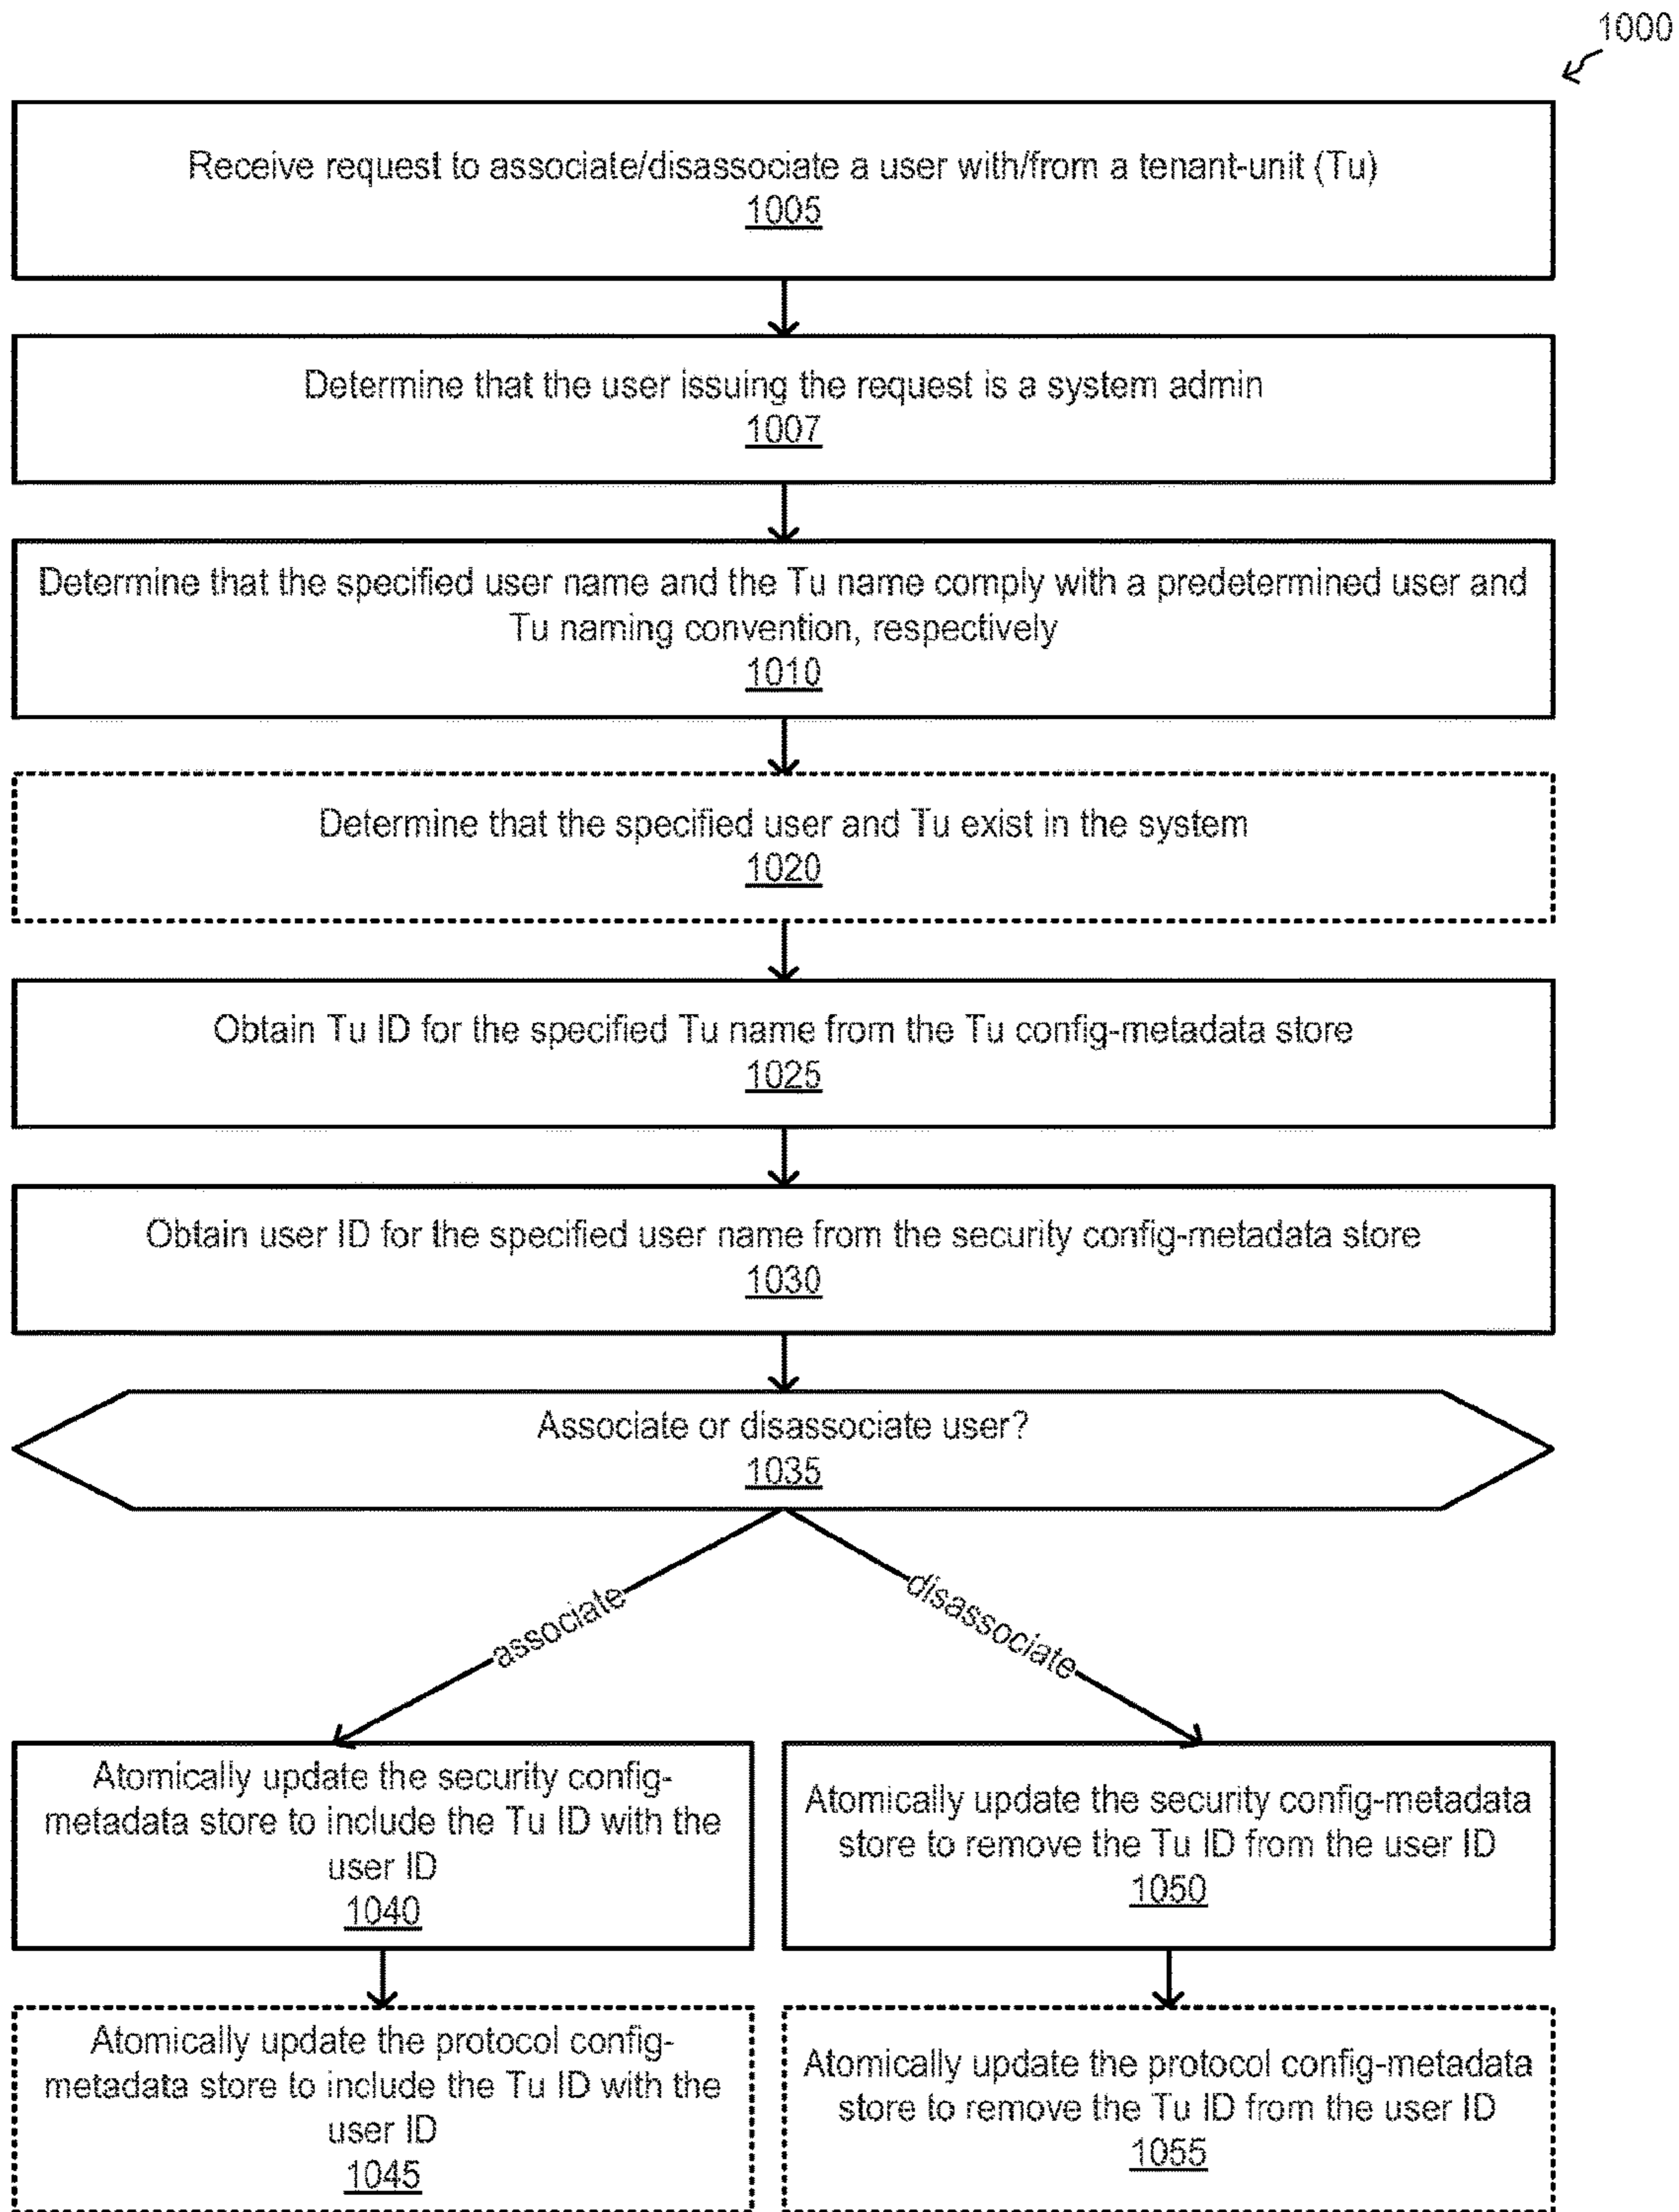 1000
Receive request to associate/disassociate a user with/from a tenant-unit (Tu)
1005
Determine that the user issuing the request is a system admin
1007
Determine that the specified user name and the Tu name comply with a predetermined user and
Tu naming convention, respectively
1010
Determine that the specified user and Tu exist in the system
1020
Obtain Tu ID for the specified Tu name from the Tu config-metadata store
1025
Obtain user ID for the specified user name from the security config-metadata store
1030
Associate or disassociate user?
1035
associate
disassociate
Atomically update the security config-
metadata store to include the Tu ID with the
user ID
1040
Atomically update the security config-metadata
store to remove the Tu ID from the user ID
1050
Atomically update the protocol config-
metadata store to include the Tu ID with the
user ID
1045
Atomically update the protocol config-metadata
store to remove the Tu ID from the user ID
1055